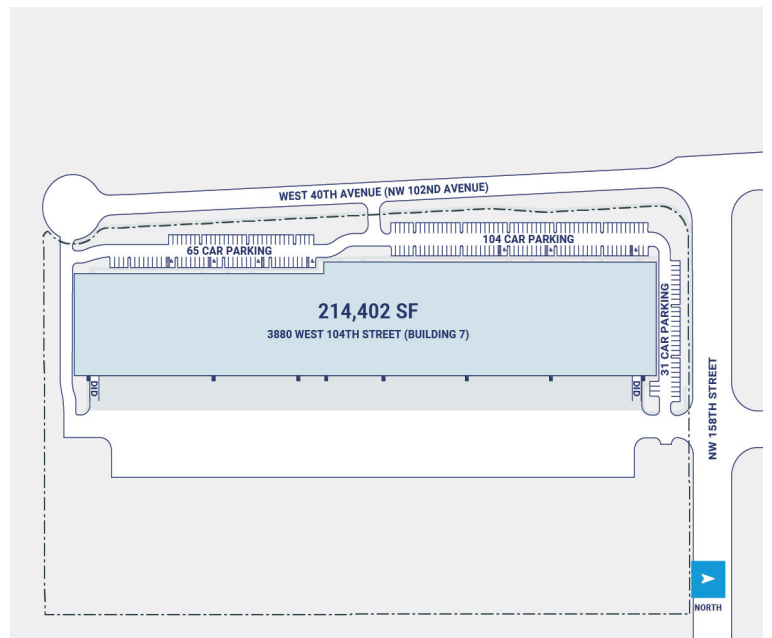 WEST 40TH AVENUE (NW 102ND AVENUE)
104 CAR PARKING
65 CAR PARKING
214,402 SF
3880 WEST 104TH STREET (BUILDING 7)
31 CAR PARKING
DID
DID
NW 158TH STREET
NORTH